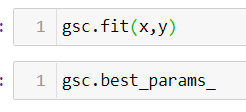 :
1 gsc.fit(x,y)
:
1 gsc.best_params_